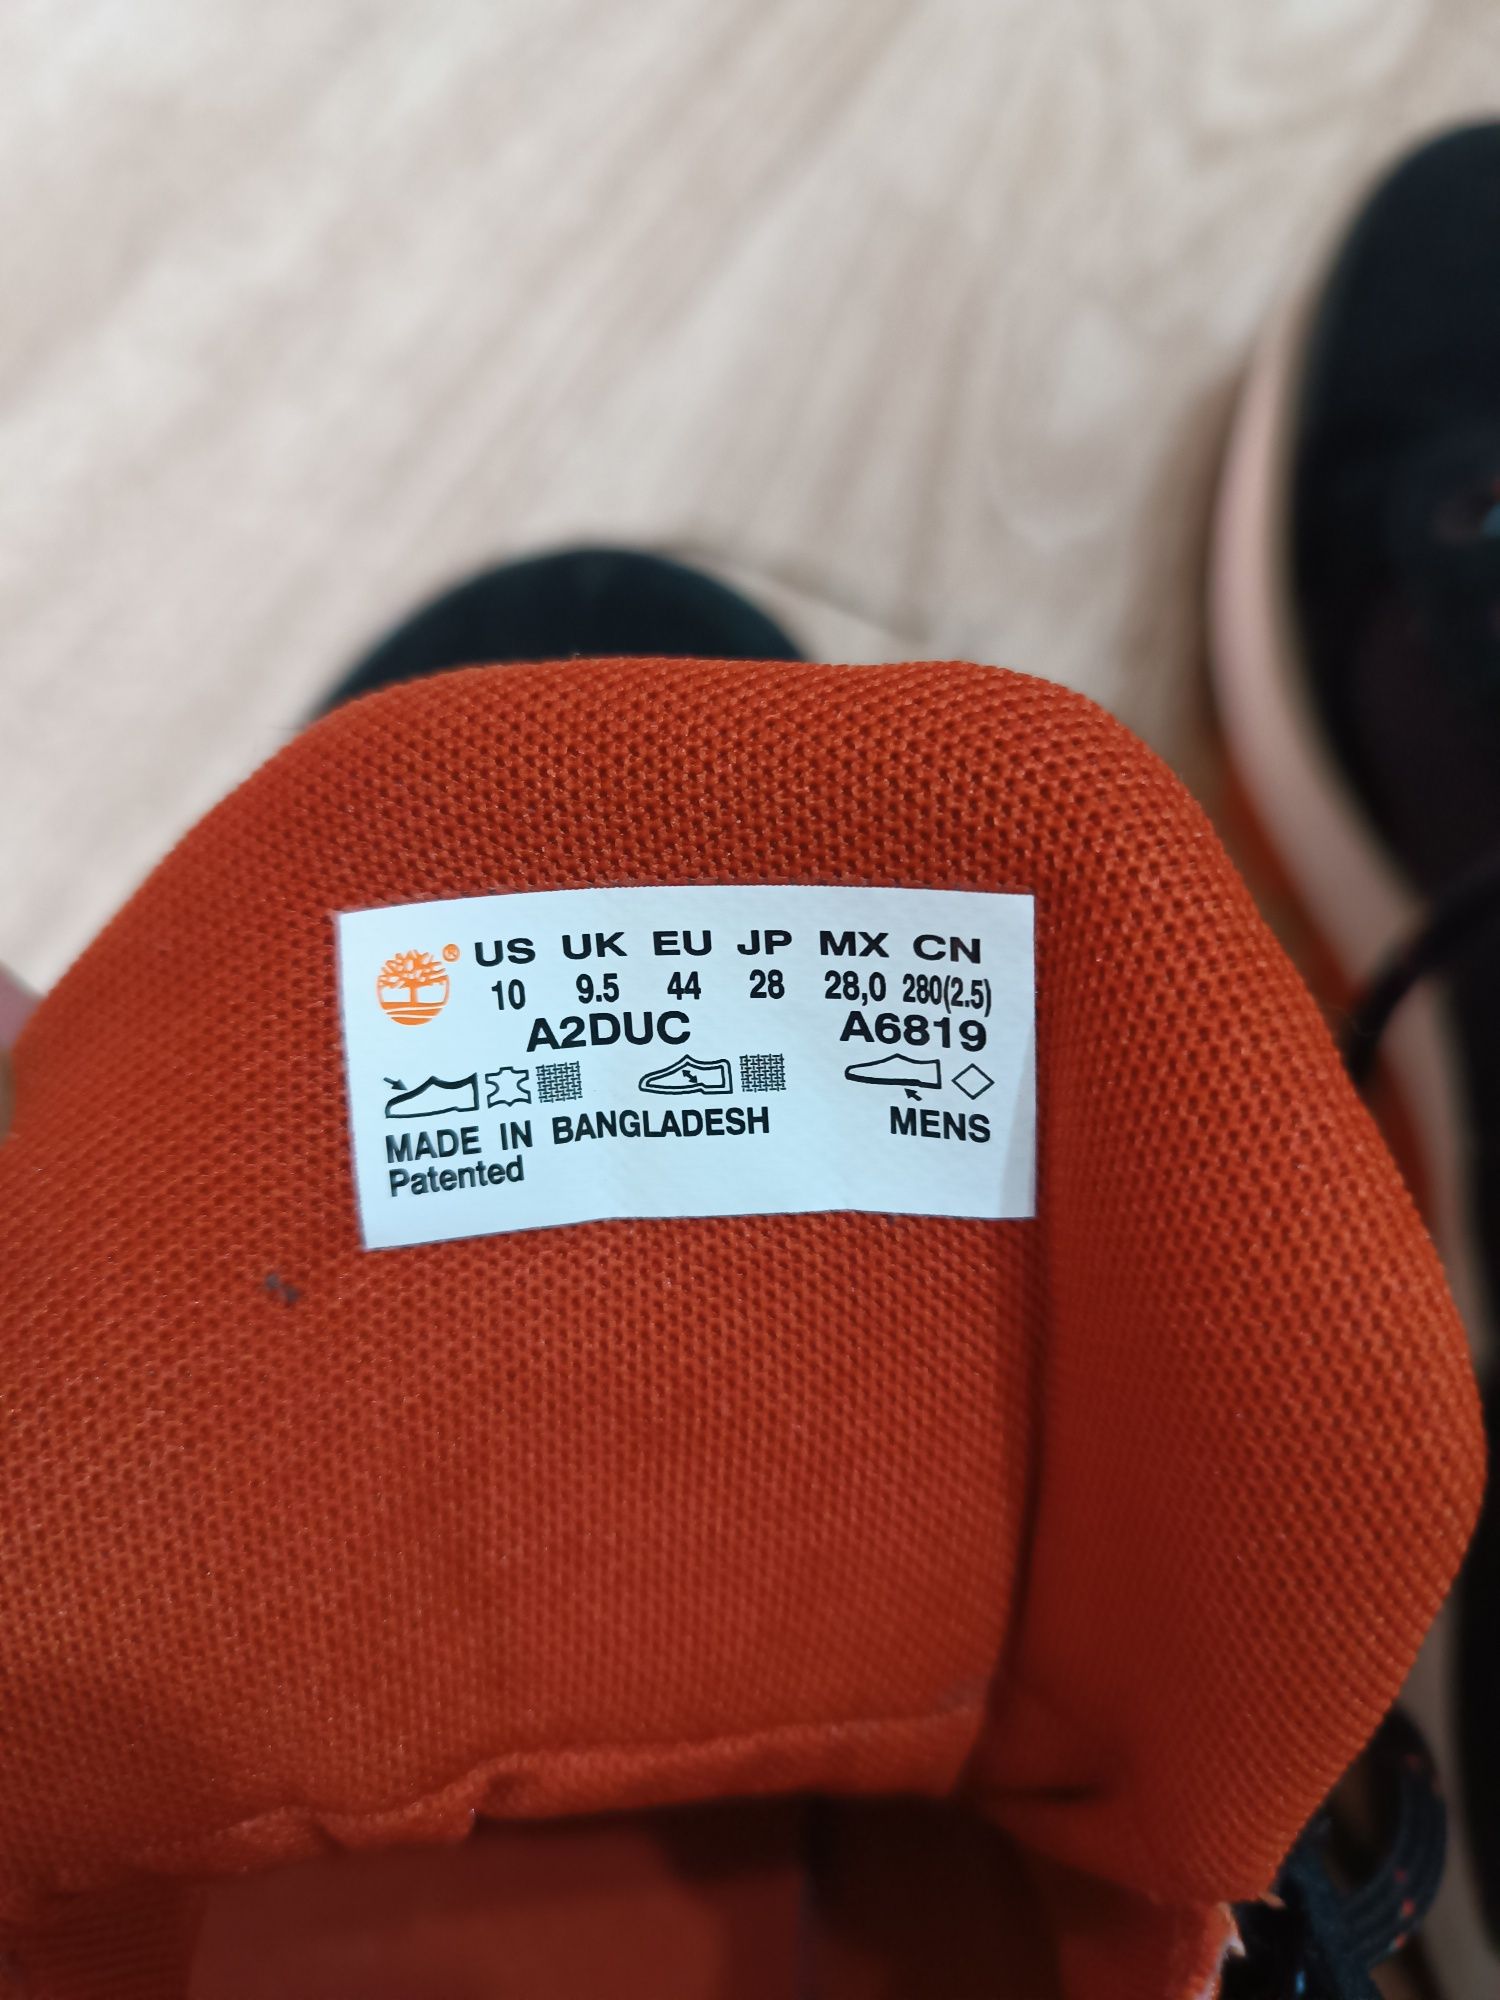 ® US UK EU JP MX CN
10 9.5 44 28 28,0 280(2.5)
A2DUC A6819
MADE IN BANGLADESH MENS
Patented